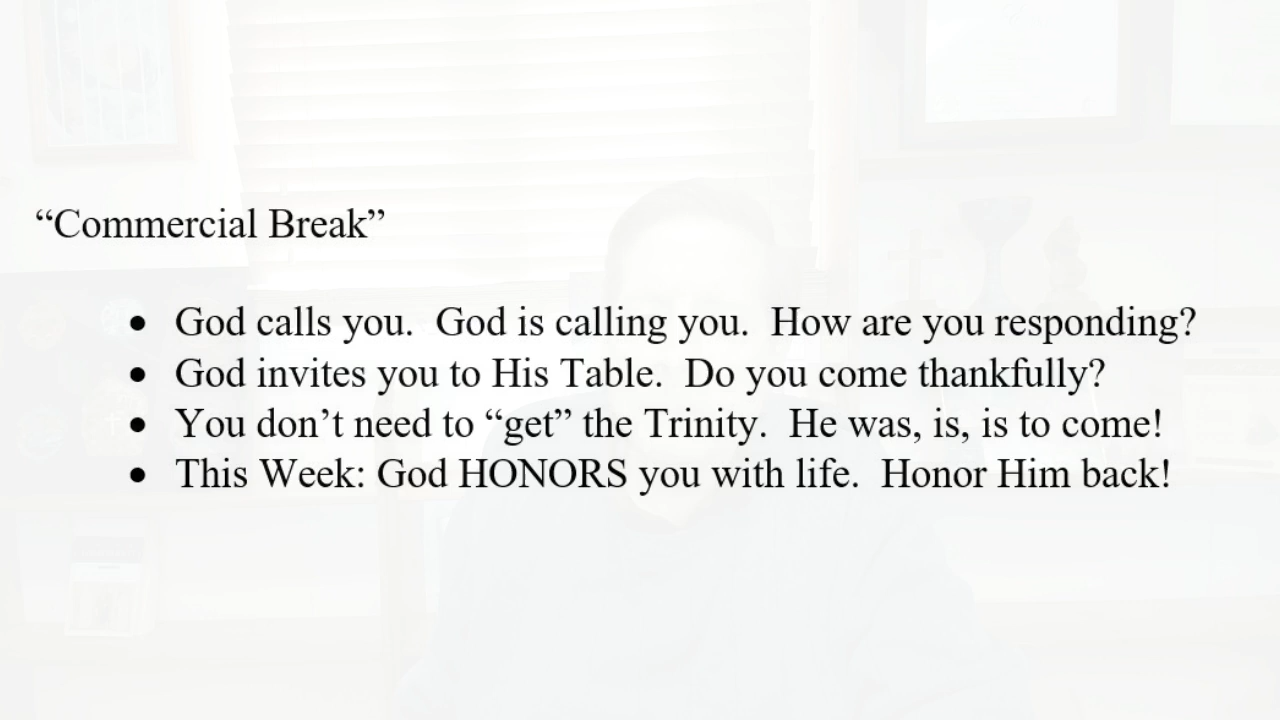 “Commercial Break”
• God calls you.  God is calling you.  How are you responding?
• God invites you to His Table.  Do you come thankfully?
• You don’t need to “get” the Trinity.  He was, is, is to come!
• This Week: God HONORS you with life.  Honor Him back!